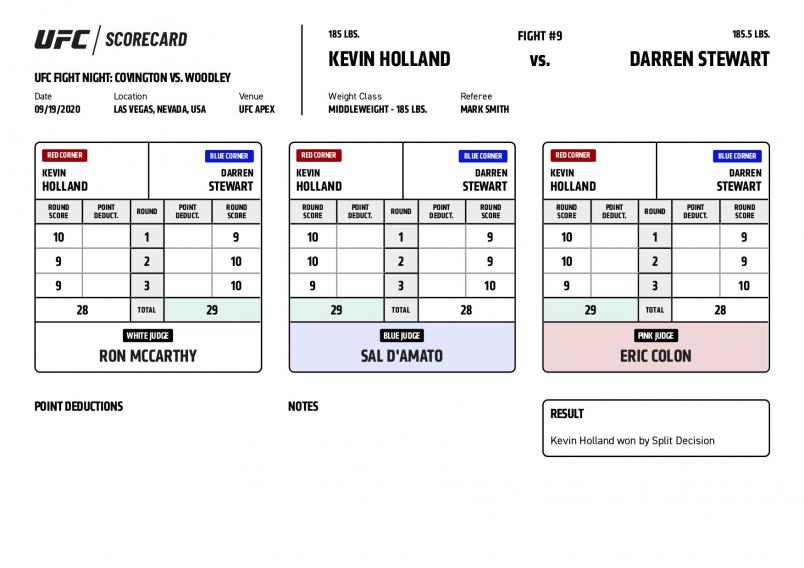 UFC SCORECARD
UFC FIGHT NIGHT: COVINGTON VS. WOODLEY
Date Location Venue
09/19/2020 LAS VEGAS, NEVADA, USA UFC APEX
185 LBS. FIGHT #9 185.5 LBS.
KEVIN HOLLAND vs. DARREN STEWART
Weight Class Referee
MIDDLEWEIGHT - 185 LBS. MARK SMITH
RED CORNER BLUE CORNER
KEVIN DARREN
HOLLAND STEWART
ROUND POINT ROUND POINT ROUND
SCORE DEDUCT. DEDUCT. SCORE
10 1 9
9 2 10
9 3 10
28 TOTAL 29
WHITE JUDGE
RON MCCARTHY
RED CORNER BLUE CORNER
KEVIN DARREN
HOLLAND STEWART
ROUND POINT ROUND POINT ROUND
SCORE DEDUCT. DEDUCT. SCORE
10 1 9
10 2 9
9 3 10
29 TOTAL 28
BLUE JUDGE
SAL D'AMATO
RED CORNER BLUE CORNER
KEVIN DARREN
HOLLAND STEWART
ROUND POINT ROUND POINT ROUND
SCORE DEDUCT. DEDUCT. SCORE
10 1 9
10 2 9
9 3 10
29 TOTAL 28
PINK JUDGE
ERIC COLON
POINT DEDUCTIONS
NOTES
RESULT
Kevin Holland won by Split Decision